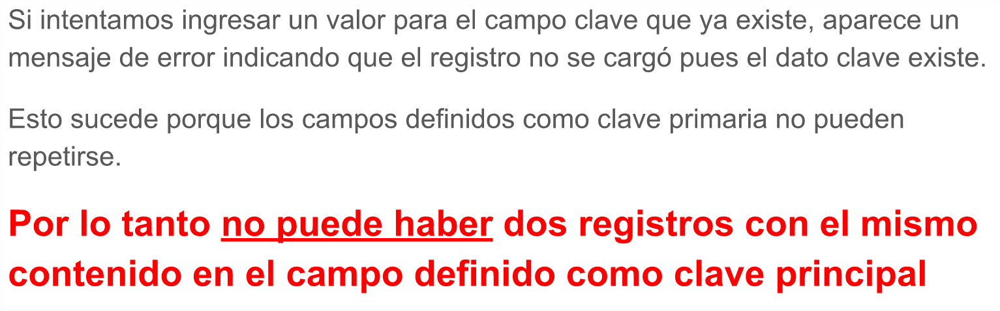 Si intentamos ingresar un valor para el campo clave que ya existe, aparece un
mensaje de error indicando que el registro no se cargó pues el dato clave existe.
Esto sucede porque los campos definidos como clave primaria no pueden
repetirse.
Por lo tanto no puede haber dos registros con el mismo
contenido en el campo definido como clave principal